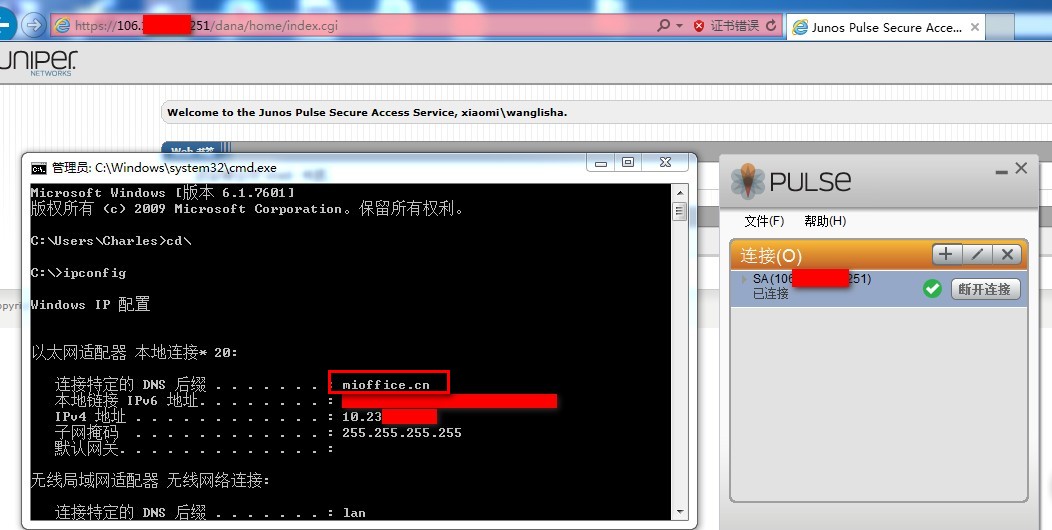 https://106. 251/dana/home/index.cgi
证书错误
Junos Pulse Secure Acce...
JUNIPER
NETWORKS
Welcome to the Junos Pulse Secure Access Service, xiaomi\wanglisha.
Web 书签
管理员: C:\Windows\system32\cmd.exe
Microsoft Windows [版本 6.1.7601]
版权所有 (c) 2009 Microsoft Corporation。保留所有权利。
C:\Users\Charles>cd\
C:\>ipconfig
Windows IP 配置
以太网适配器 本地连接* 20:
连接特定的 DNS 后缀 . . . . . . . : mioffice.cn
本地链接 IPv6 地址. . . . . . . . :
IPv4 地址 . . . . . . . . . . . . : 10.23
子网掩码 . . . . . . . . . . . . : 255.255.255.255
默认网关. . . . . . . . . . . . . :
无线局域网适配器 无线网络连接:
连接特定的 DNS 后缀 . . . . . . . : lan
PULSE
文件(F) 帮助(H)
连接(O)
SA(106 251)
已连接
断开连接